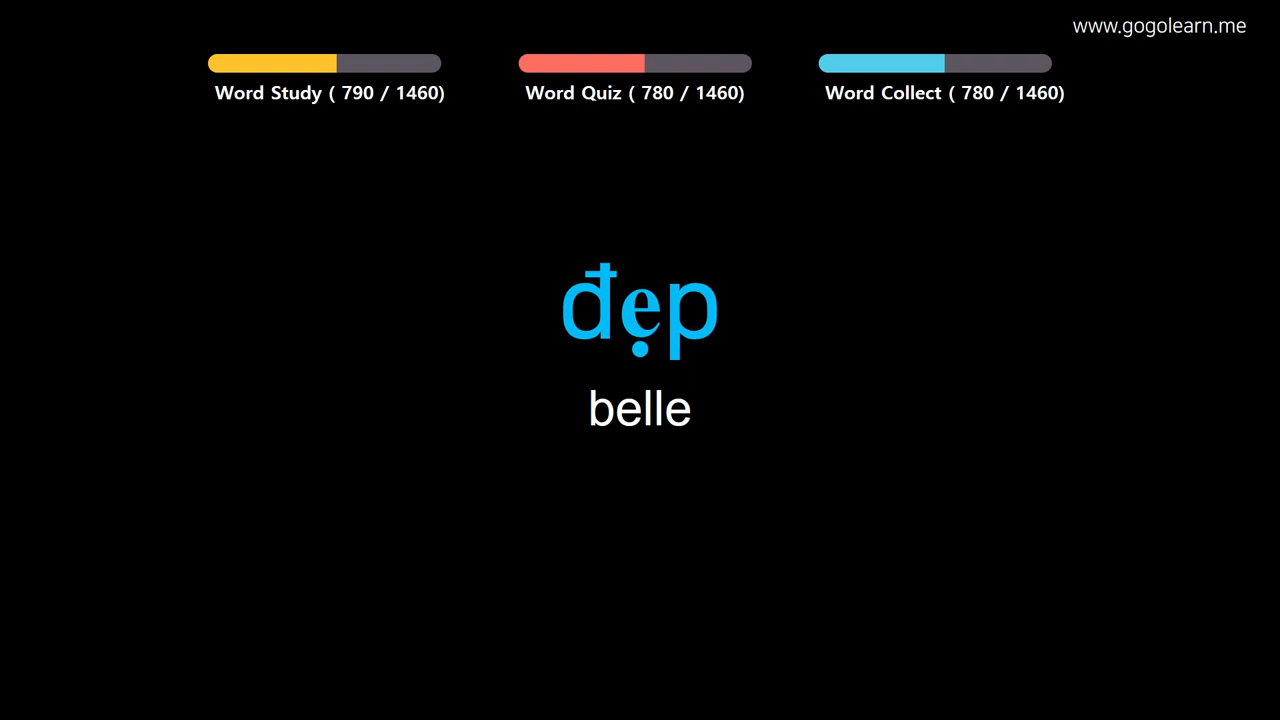 www.gogolearn.me
Word Study ( 790 / 1460)
Word Quiz ( 780 / 1460)
Word Collect ( 780 / 1460)
đẹp
belle